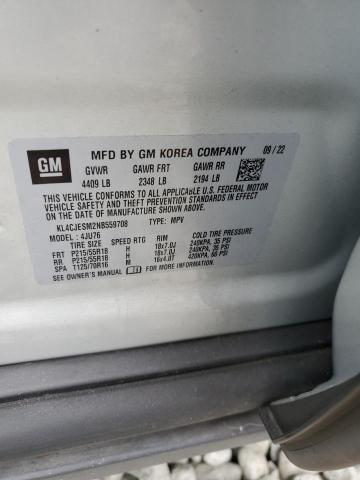 GM
MFD BY GM KOREA COMPANY 09/22
GVWR GAWR FRT GAWR RR
4409 LB 2348 LB 2194 LB
THIS VEHICLE CONFORMS TO ALL APPLICABLE U.S. FEDERAL MOTOR
VEHICLE SAFETY AND THEFT PREVENTION STANDARDS IN EFFECT ON
THE DATE OF MANUFACTURE SHOWN ABOVE.
KL4CJESM2NB559708 TYPE: MPV
MODEL: 4JU76
TIRE SIZE SPEED RTG RIM COLD TIRE PRESSURE
FRT P215/55R18 H 18x7.0J 240KPA, 35 PSI
RR P215/55R18 H 18x7.0J 240KPA, 35 PSI
SPA T125/70R16 M 16x4.0T 420KPA, 60 PSI
SEE OWNER'S MANUAL FOR ADDITIONAL INFORMATION.